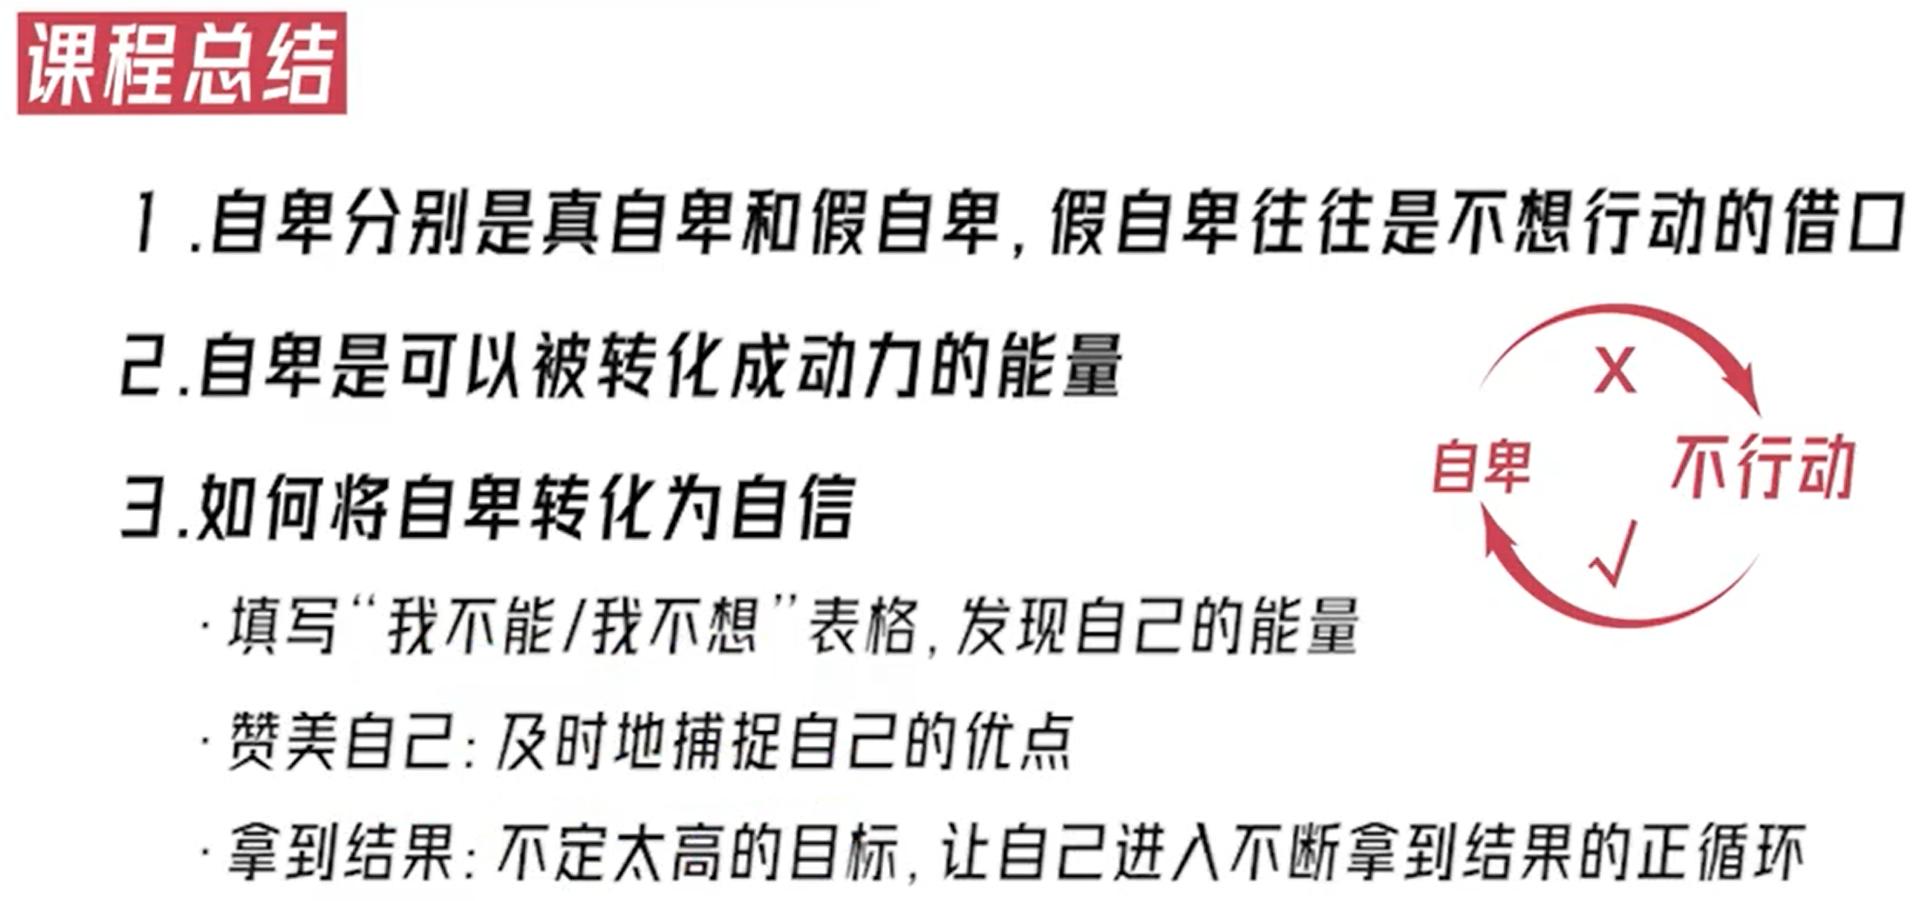 课程总结
1.自卑分别是真自卑和假自卑,假自卑往往是不想行动的借口
2.自卑是可以被转化成动力的能量
3.如何将自卑转化为自信
·填写“我不能/我不想”表格,发现自己的能量
·赞美自己:及时地捕捉自己的优点
·拿到结果:不定太高的目标,让自己进入不断拿到结果的正循环
X
自卑 不行动
√